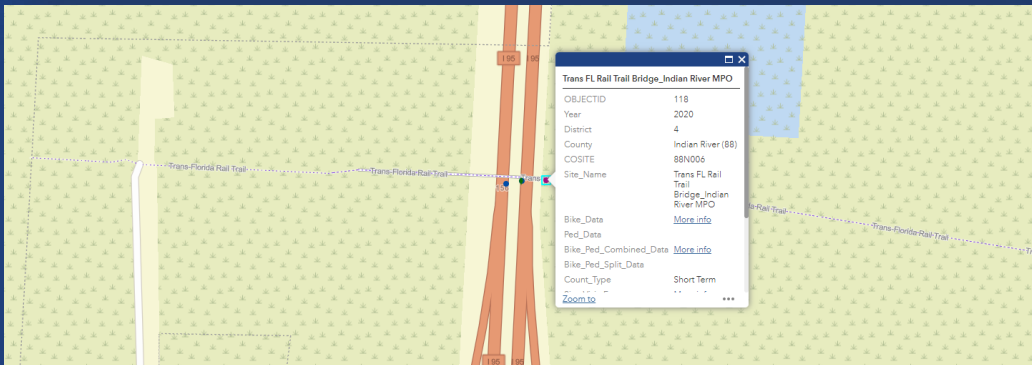 I 95
I 95
Trans FL Rail Trail Bridge_Indian River MPO
OBJECTID 118
Year 2020
District 4
County Indian River (88)
COSITE 88N006
Site_Name Trans FL Rail
Trail
Bridge_Indian
River MPO
Bike_Data More info
Ped_Data
Bike_Ped_Combined_Data More info
Bike_Ped_Split_Data
Count_Type Short Term
Zoom to
Trans-Florida Rail Trail
Trans-Florida Rail Trail
Trans
da Rail Trail
Trans-Florida Rail Trail
I 95
I 95